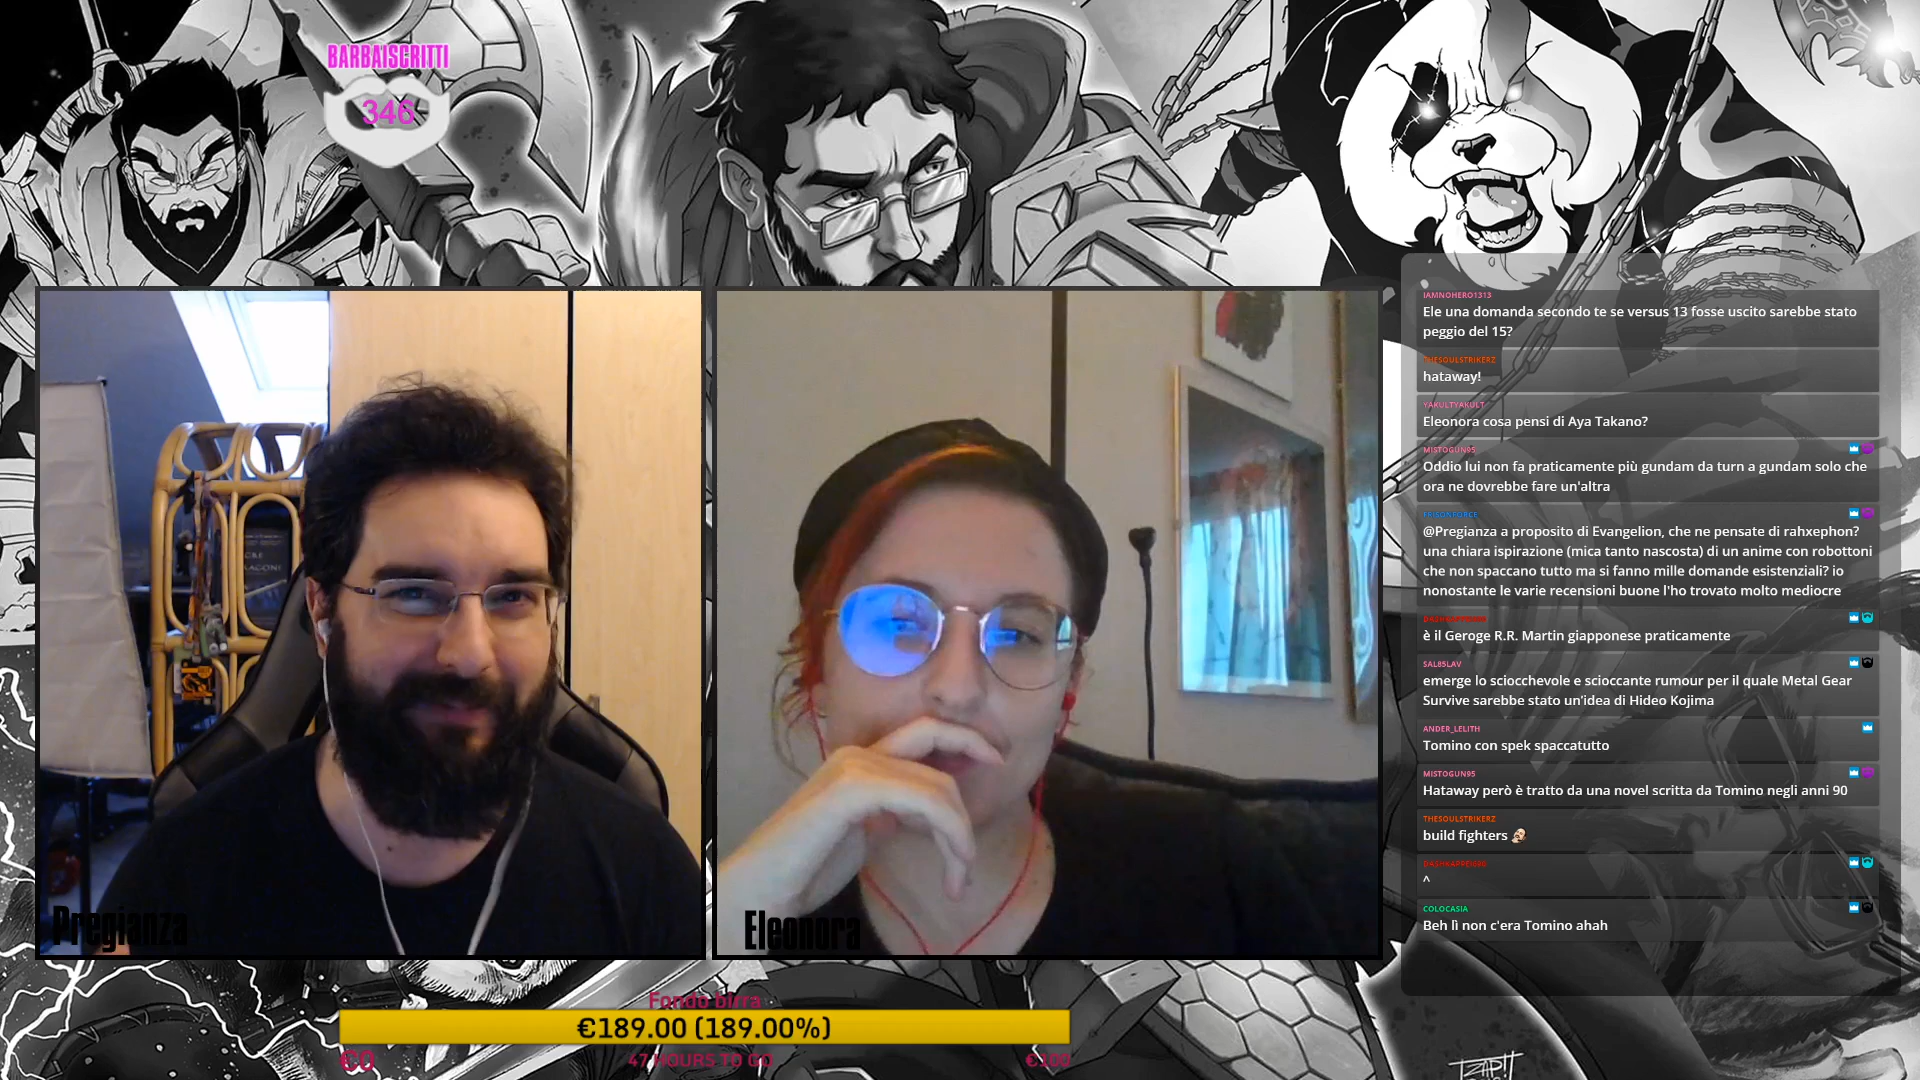 BARBAISCRITTI
346
IAMNOHERO1313
Ele una domanda secondo te se versus 13 fosse uscito sarebbe stato
peggio del 15?
THESOULSTRIKERZ
hataway!
YAKULTYAKULT
Eleonora cosa pensi di Aya Takano?
MISTOGUN95
Oddio lui non fa praticamente più gundam da turn a gundam solo che
ora ne dovrebbe fare un'altra
FRISONFORCE
@Pregianza a proposito di Evangelion, che ne pensate di rahxephon?
una chiara ispirazione (mica tanto nascosta) di un anime con robottoni
che non spaccano tutto ma si fanno mille domande esistenziali? io
nonostante le varie recensioni buone l'ho trovato molto mediocre
è il Geroge R.R. Martin giapponese praticamente
SAL85LAV
emerge lo sciocchevole e scioccante rumour per il quale Metal Gear
Survive sarebbe stato un'idea di Hideo Kojima
ANDER_LELITH
Tomino con spek spaccatutto
MISTOGUN95
Hataway però è tratto da una novel scritta da Tomino negli anni 90
THESOULSTRIKERZ
build fighters
^
COLOCASIA
Beh lì non c'era Tomino ahah
Pregianza
Eleonora
Fondo birra
€189.00 (189.00%)
€0
47 HOURS TO GO
€100